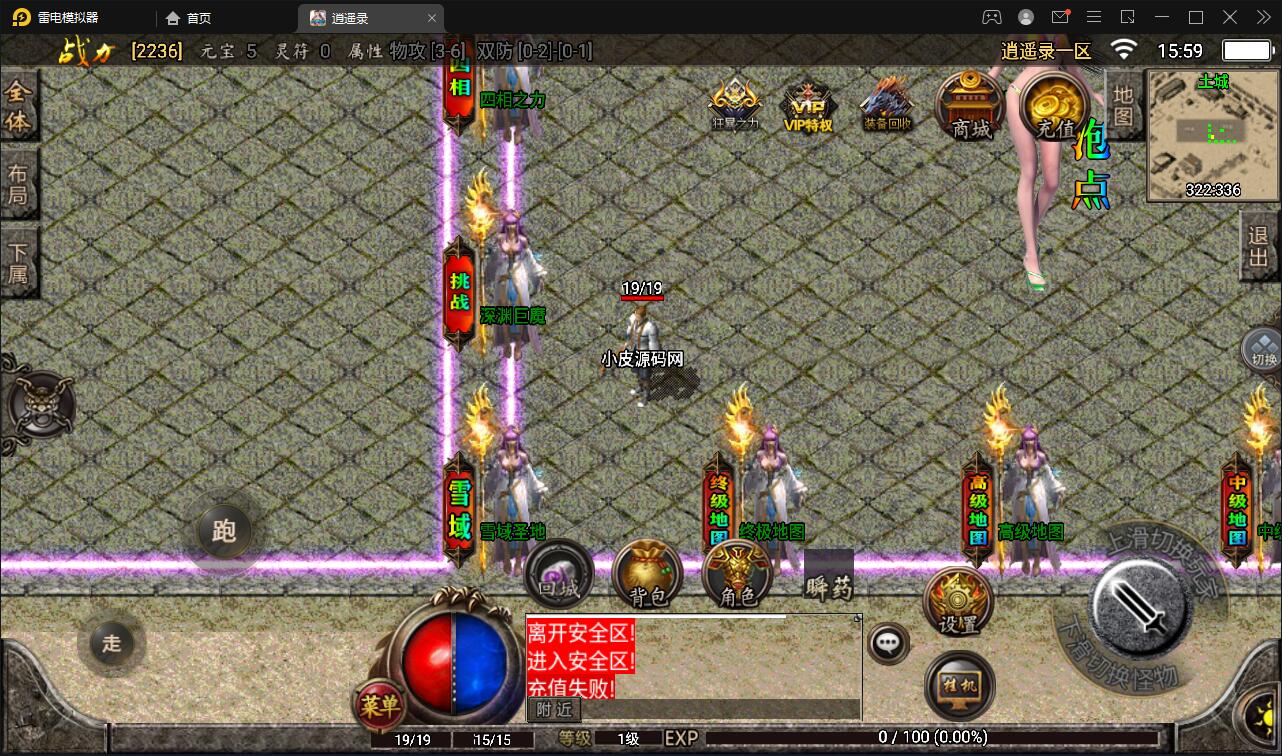 雷电模拟器
首页
逍遥录
战力 [2236] 元宝 5 灵符 0 属性 物攻 [3-6] 双防 [0-2]-[0-1]
逍遥录一区
15:59
全体
布局
下属
四相
四相之力
狂暴之力
VIP
VIP特权
装备回收
商城
充值
泡点
地图
土城
322:336
退出
切换
挑战
深渊巨魔
19/19
小皮源码网
雪域
雪域圣地
终级地图
终极地图
高级地图
高级地图
中级地图
中级
跑
走
回城
背包
角色
瞬药
设置
挂机
上滑切换玩家
下滑切换怪物
离开安全区!
进入安全区!
充值失败!
附近
菜单
19/19
15/15
等级
1级
EXP
0 / 100 (0.00%)